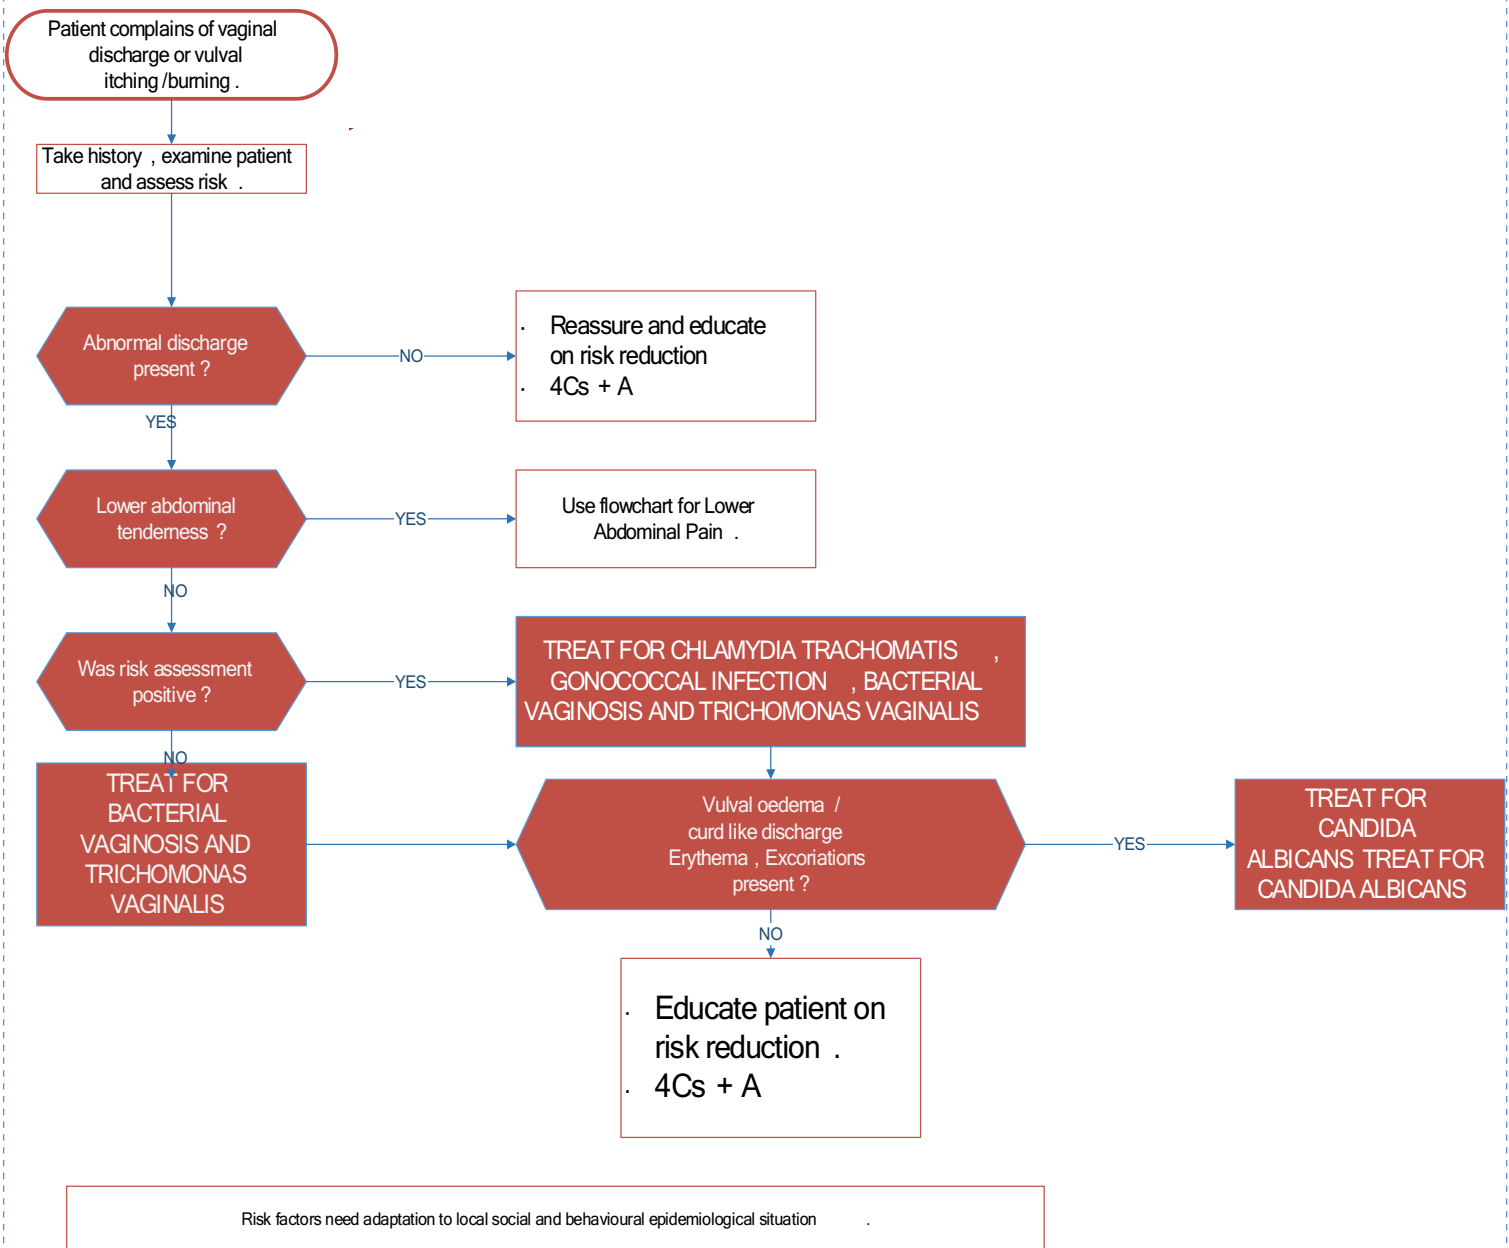 Patient complains of vaginal
discharge or vulval
itching /burning .
Take history , examine patient
and assess risk .
Abnormal discharge
present ?
NO
· Reassure and educate
on risk reduction
· 4Cs + A
YES
Lower abdominal
tenderness ?
YES
Use flowchart for Lower
Abdominal Pain .
NO
Was risk assessment
positive ?
YES
TREAT FOR CHLAMYDIA TRACHOMATIS ,
GONOCOCCAL INFECTION , BACTERIAL
VAGINOSIS AND TRICHOMONAS VAGINALIS
NO
TREAT FOR
BACTERIAL
VAGINOSIS AND
TRICHOMONAS
VAGINALIS
Vulval oedema /
curd like discharge
Erythema , Excoriations
present ?
YES
TREAT FOR
CANDIDA
ALBICANS TREAT FOR
CANDIDA ALBICANS
NO
· Educate patient on
risk reduction .
· 4Cs + A
Risk factors need adaptation to local social and behavioural epidemiological situation .